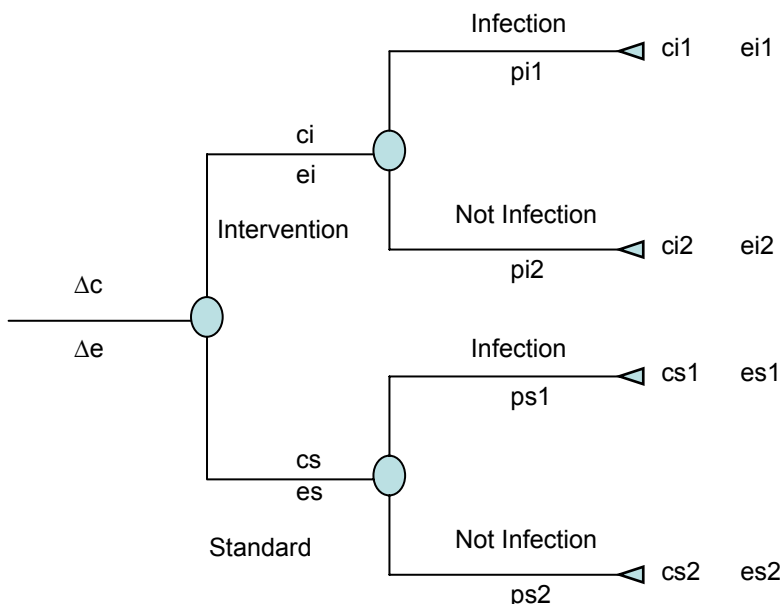 Infection
pi1
ci1 ei1
ci
ei
Intervention
Not Infection
pi2
ci2 ei2
Δc
Δe
Infection
ps1
cs1 es1
cs
es
Standard
Not Infection
ps2
cs2 es2